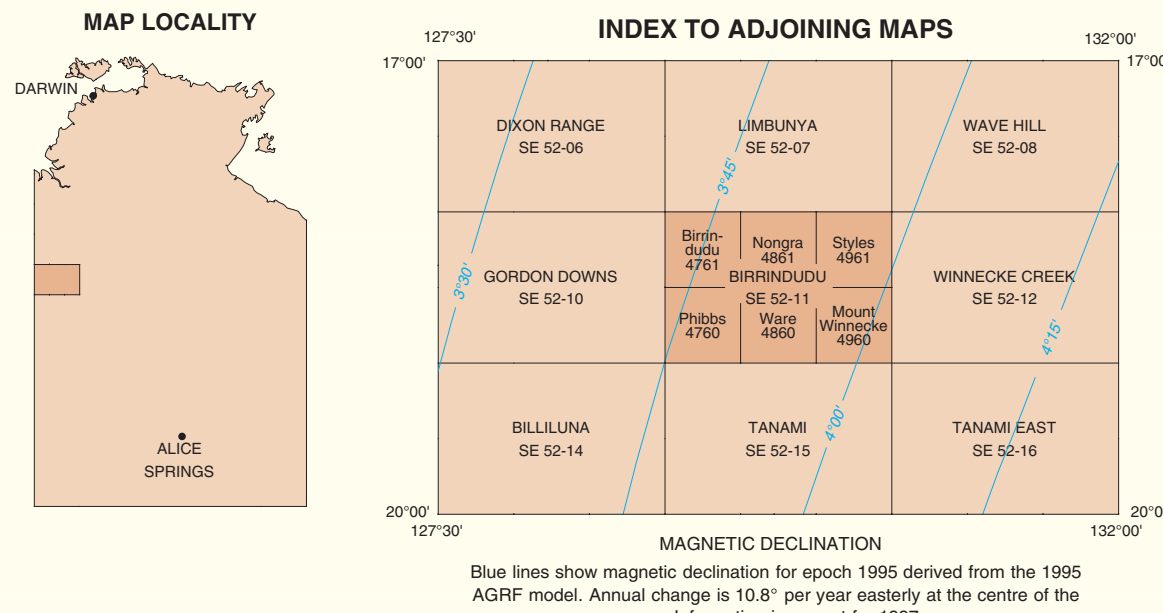 MAP LOCALITY
DARWIN
ALICE
SPRINGS
INDEX TO ADJOINING MAPS
127°30'
132°00'
17°00'
17°00
DIXON RANGE
SE 52-06
LIMBUNYA
SE 52-07
WAVE HILL
SE 52-08
3°45'
Birrin-
dudu
4761
Nongra
4861
Styles
4961
GORDON DOWNS
SE 52-10
BIRRINDUDU
SE 52-11
WINNECKE CREEK
SE 52-12
3°30'
Phibbs
4760
Ware
4860
Mount
Winnecke
4960
4°15'
BILLILUNA
SE 52-14
TANAMI
SE 52-15
4°00'
TANAMI EAST
SE 52-16
20°00'
20°0
127°30'
132°00'
MAGNETIC DECLINATION
Blue lines show magnetic declination for epoch 1995 derived from the 1995
AGRF model. Annual change is 10.8° per year easterly at the centre of the